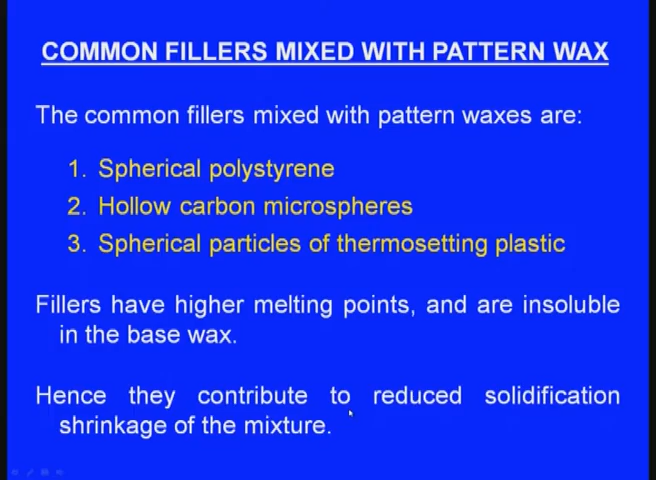 COMMON FILLERS MIXED WITH PATTERN WAX
The common fillers mixed with pattern waxes are:
1. Spherical polystyrene
2. Hollow carbon microspheres
3. Spherical particles of thermosetting plastic
Fillers have higher melting points, and are insoluble
in the base wax.
Hence they contribute to reduced solidification
shrinkage of the mixture.